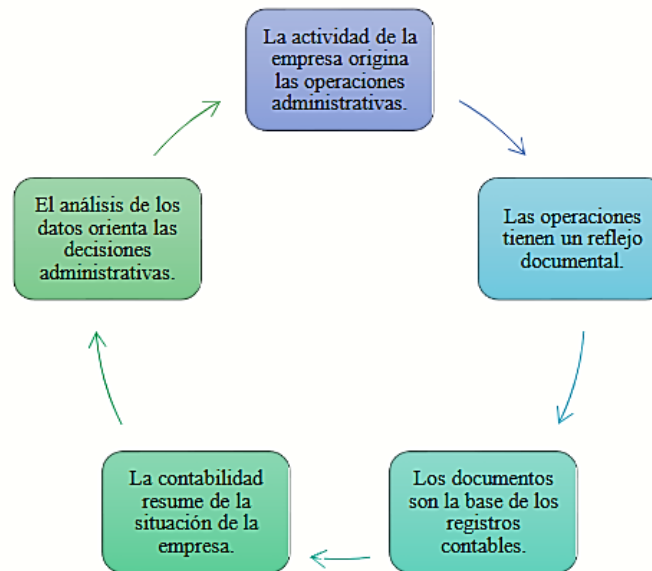 La actividad de la
empresa origina
las operaciones
administrativas.
Las operaciones
tienen un reflejo
documental.
Los documentos
son la base de los
registros
contables.
La contabilidad
resume de la
situación de la
empresa.
El análisis de los
datos orienta las
decisiones
administrativas.